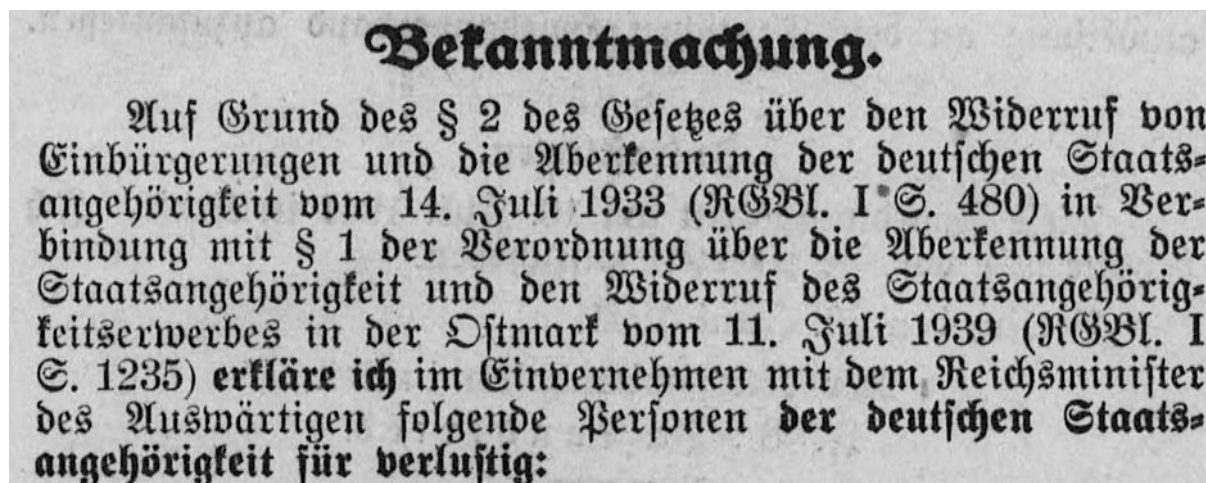 Bekanntmachung.
Auf Grund des § 2 des Gesetzes über den Widerruf von
Einbürgerungen und die Aberkennung der deutschen Staats-
angehörigkeit vom 14. Juli 1933 (RGBl. I S. 480) in Ver-
bindung mit § 1 der Verordnung über die Aberkennung der
Staatsangehörigkeit und den Widerruf des Staatsangehörig-
keitserwerbes in der Ostmark vom 11. Juli 1939 (RGBl. I
S. 1235) erkläre ich im Einvernehmen mit dem Reichsminister
des Auswärtigen folgende Personen der deutschen Staats-
angehörigkeit für verlustig: